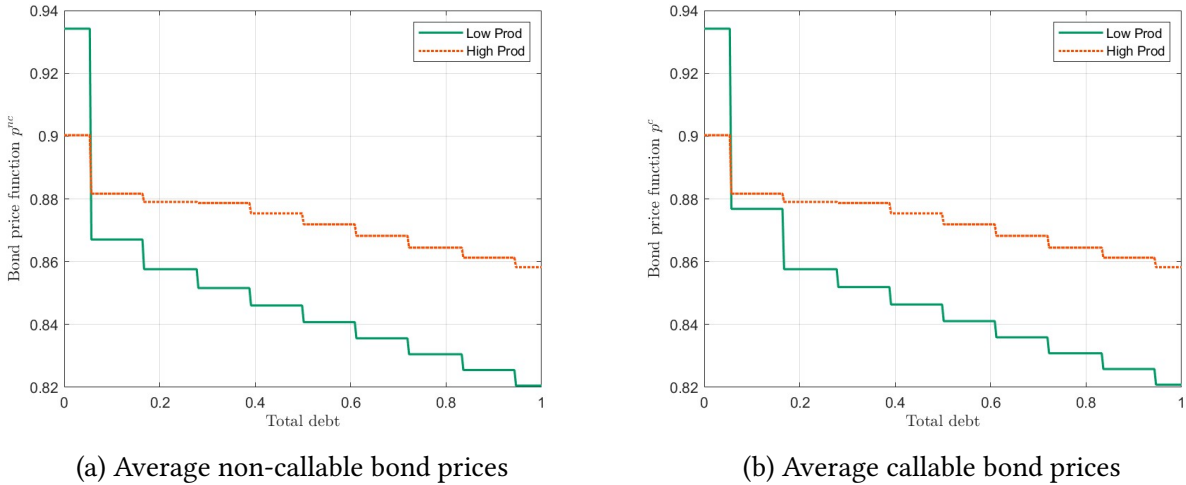 0.94
0.92
0.9
0.88
0.86
0.84
0.82
0
0.2
0.4
0.6
0.8
1
Total debt
Bond price function p^{nc}
Low Prod
High Prod
(a) Average non-callable bond prices
0.94
0.92
0.9
0.88
0.86
0.84
0.82
0
0.2
0.4
0.6
0.8
1
Total debt
Bond price function p^{c}
Low Prod
High Prod
(b) Average callable bond prices